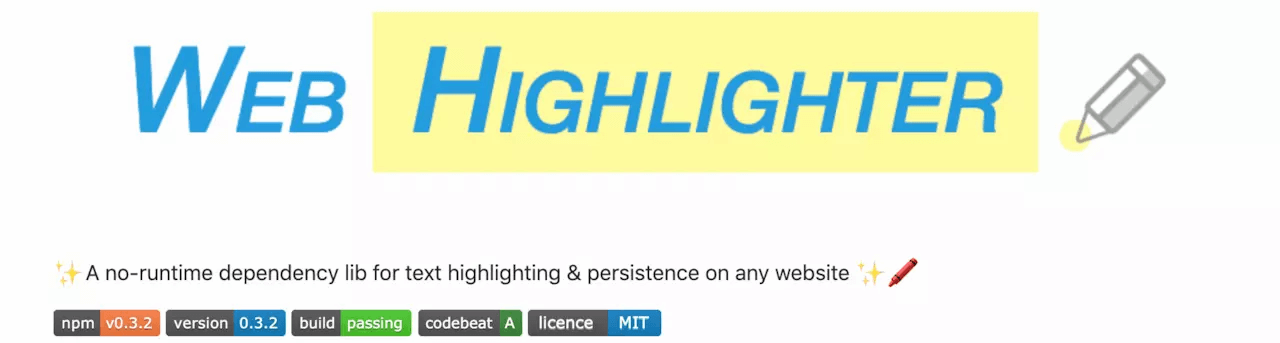 WEB HIGHLIGHTER
✨ A no-runtime dependency lib for text highlighting & persistence on any website ✨🖍️
npm v0.3.2 version 0.3.2 build passing codebeat A licence MIT